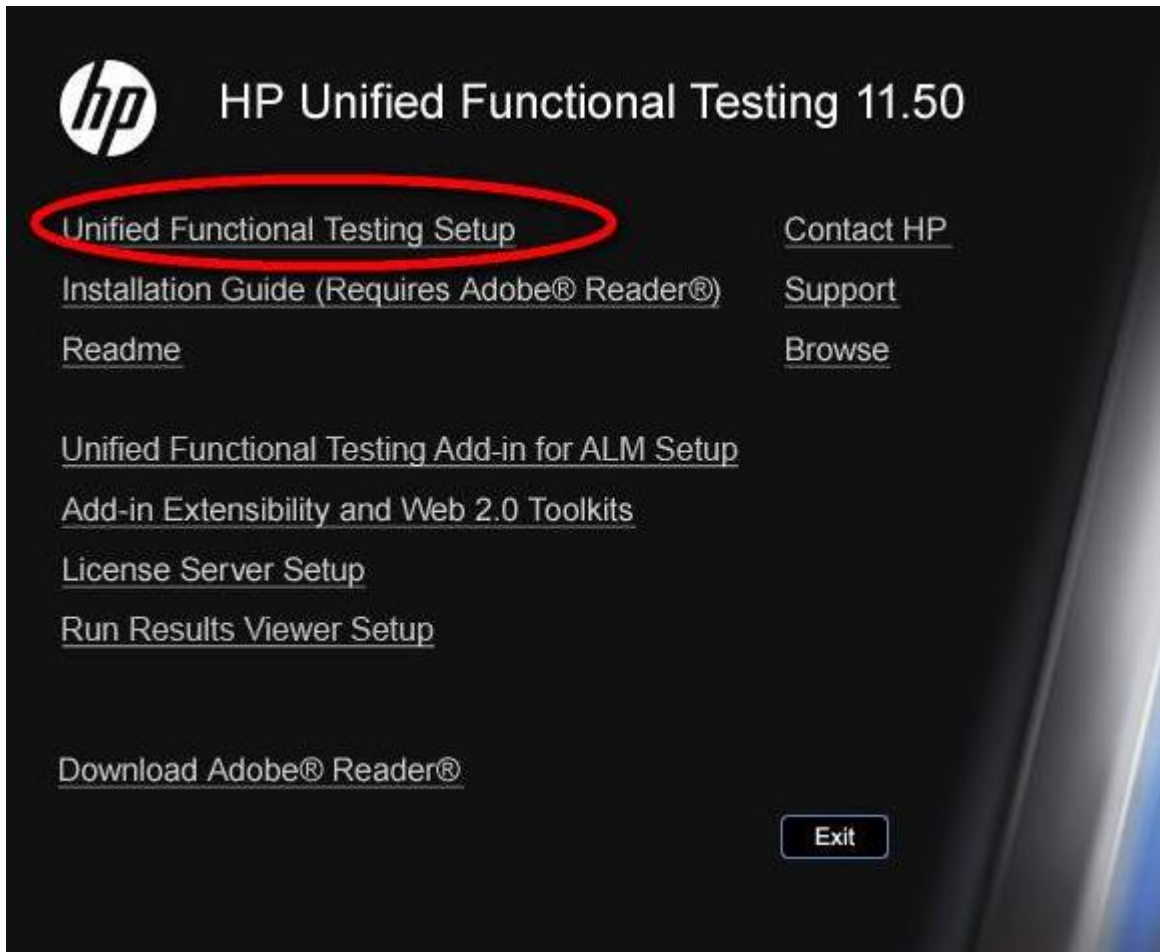 hp HP Unified Functional Testing 11.50
Unified Functional Testing Setup
Contact HP
Installation Guide (Requires Adobe® Reader®)
Support
Readme
Browse
Unified Functional Testing Add-in for ALM Setup
Add-in Extensibility and Web 2.0 Toolkits
License Server Setup
Run Results Viewer Setup
Download Adobe® Reader®
Exit